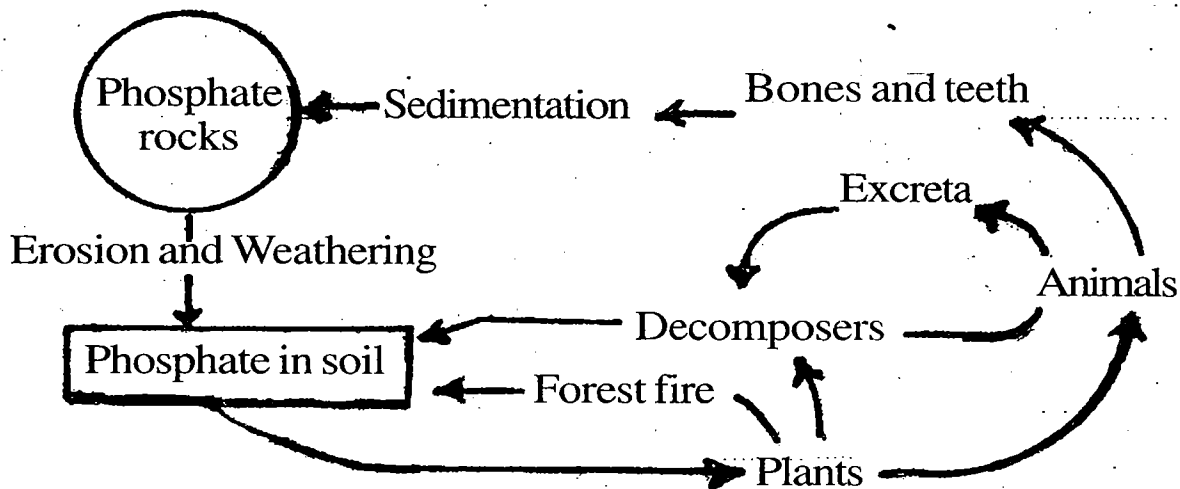 Phosphate
rocks
Sedimentation
Bones and teeth
Excreta
Erosion and Weathering
Animals
Phosphate in soil
Decomposers
Forest fire
Plants